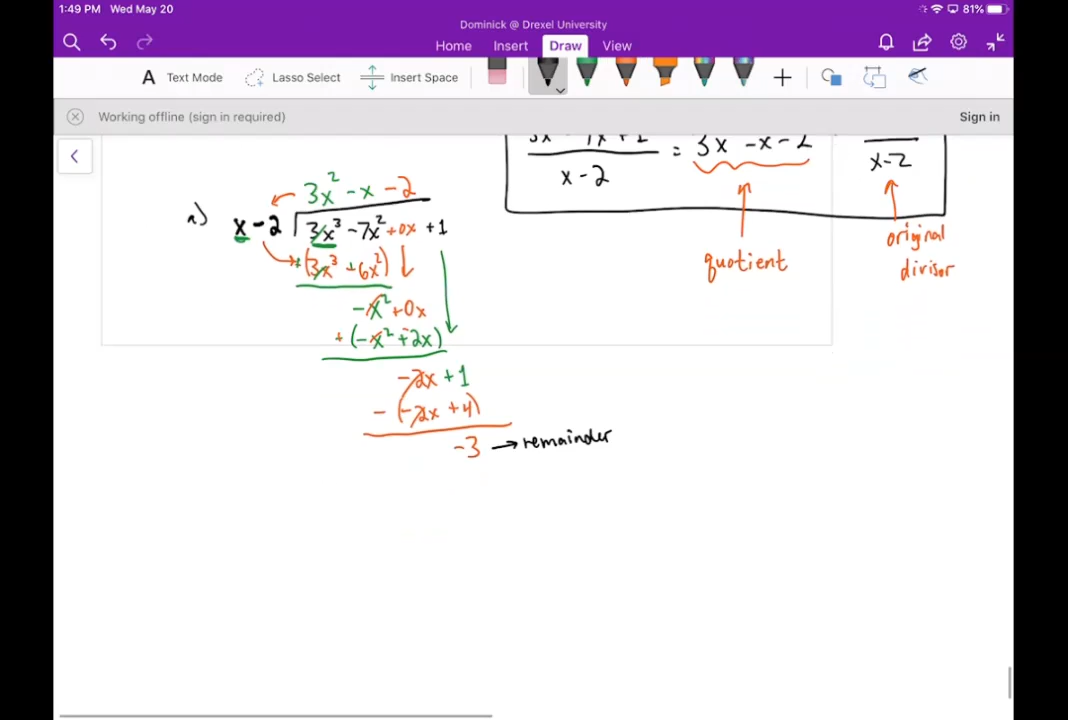 1:49 PM Wed May 20
81%
Dominick @ Drexel University
Home Insert Draw View
A Text Mode Lasso Select Insert Space
Working offline (sign in required) Sign in
x - 2 = 3x - x - 2 x - 2
3x² - x - 2
a) x - 2 3x³ - 7x² + 0x + 1
+(3x³ + 6x²)
- x² + 0x
+ (- x² + 2x)
- 2x + 1
- (- 2x + 4)
-3 → remainder
quotient
original
divisor